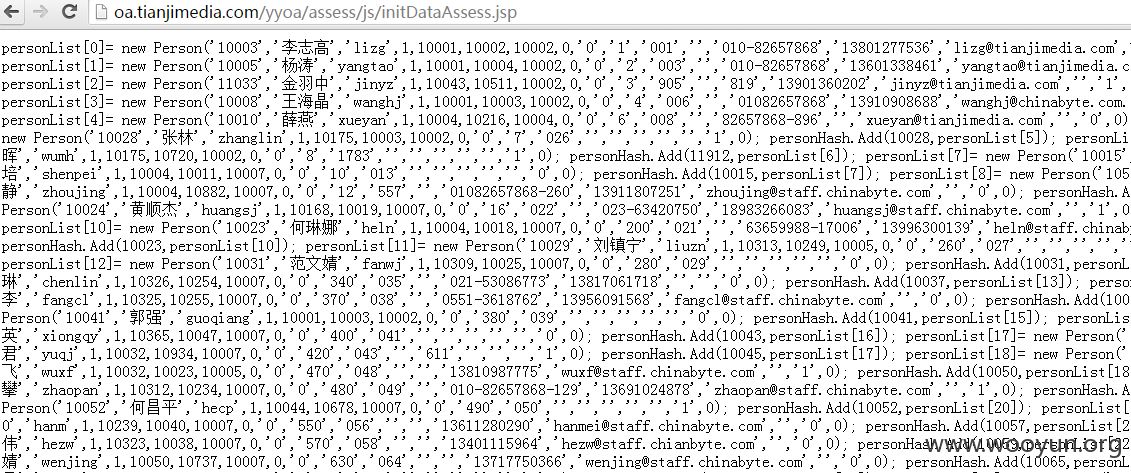 oa.tianjimedia.com/yyoa/assess/js/initDataAssess.jsp
personList[0]= new Person('10003','李志高','lizg',1,10001,10002,10002,0,'0','1','001','','010-82657868','13801277536','lizg@tianjimedia.com','
personList[1]= new Person('10005','杨涛','yangtao',1,10001,10004,10002,0,'0','2','003','','010-82657868','13601338461','yangtao@tianjimedia.com'
personList[2]= new Person('11033','金羽中','jinyz',1,10043,10511,10002,0,'0','3','905','','819','13901360202','jinyz@tianjimedia.com','','1
personList[3]= new Person('10008','王海晶','wanghj',1,10001,10003,10002,0,'0','4','006','','01082657868','13910908688','wanghj@chinabyte.com.
personList[4]= new Person('10010','薛燕','xueyan',1,10004,10216,10004,0,'0','6','008','','82657868-896','','xueyan@tianjimedia.com','','0',0)
new Person('10028','张林','zhanglin',1,10175,10003,10002,0,'0','7','026','','','','','','1',0); personHash.Add(10028,personList[5]);
晖','wumh',1,10175,10720,10002,0,'0','8','1783','','','','','','1',0); personHash.Add(11912,personList[6]); personList[7]= new Person('10015'
培','shenpei',1,10004,10011,10007,0,'0','10','013','','','','','','0',0); personHash.Add(10015,personList[7]); personList[8]= new Person('105
静','zhoujing',1,10004,10882,10007,0,'0','12','557','','01082657868-260','13911807251','zhoujing@staff.chinabyte.com','','0',0); personHash.A
Person('10024','黄顺杰','huangsj',1,10168,10019,10007,0,'0','16','022','','023-63420750','18983266083','huangsj@staff.chinabyte.com','','1',0
personList[10]= new Person('10023','何琳娜','heln',1,10004,10018,10007,0,'0','200','021','','63659988-17006','13996300139','heln@staff.chinabyt
personHash.Add(10023,personList[10]); personList[11]= new Person('10029','刘镇宁','liuzn',1,10313,10249,10005,0,'0','260','027','','','','','
personList[12]= new Person('10031','范文婧','fanwj',1,10309,10025,10007,0,'0','280','029','','','','','','0',0); personHash.Add(10031,personL
琳','chenlin',1,10326,10254,10007,0,'0','340','035','','021-53086773','13817061718','','','0',0); personHash.Add(10037,personList[13]);
李','fangcl',1,10325,10255,10007,0,'0','370','038','','0551-3618762','13956091568','fangcl@staff.chinabyte.com','','0',0); personHash.Add(100
Person('10041','郭强','guoqiang',1,10001,10003,10002,0,'0','380','039','','','','','','0',0); personHash.Add(10041,personList[15]);
英','xiongqy',1,10365,10047,10007,0,'0','400','041','','','','','','0',0); personHash.Add(10043,personList[16]); personList[17]= new Person('
君','yuqj',1,10032,10934,10007,0,'0','420','043','','611','','','','1',0); personHash.Add(10045,personList[17]); personList[18]= new Person('
飞','wuxf',1,10032,10023,10005,0,'0','470','048','','','13810987775','wuxf@staff.chinabyte.com','','1',0); personHash.Add(10050,personList[18
攀','zhaopan',1,10312,10234,10007,0,'0','480','049','','010-82657868-129','13691024878','zhaopan@staff.chinabyte.com','','1',0);
Person('10052','何昌平','hecp',1,10044,10678,10007,0,'0','490','050','','','','','','1',0); personHash.Add(10052,personList[20]); personList[
0','hanm',1,10239,10040,10007,0,'0','550','056','','','13611280290','hanmei@staff.chinabyte.com','','0',0); personHash.Add(10057,personList[2
伟','hezw',1,10323,10038,10007,0,'0','570','058','','','13401115964','hezw@staff.chianbyte.com','','0',0); personHash.Add(
婧','wenjing',1,10050,10737,10007,0,'0','630','064','','','13717750366','wenjing@staff.chinabyte.com','','0',0); personHash.Add(10065,
www.wooyun.org